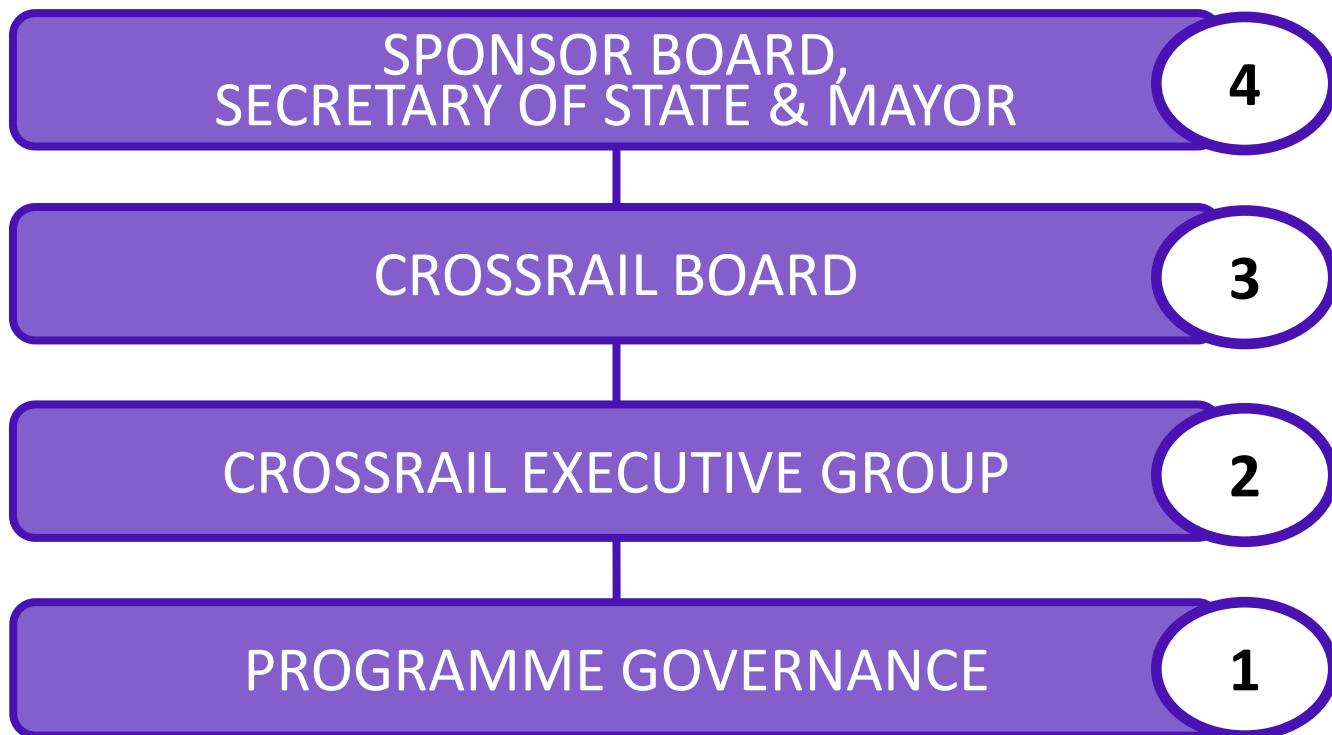 SPONSOR BOARD,
SECRETARY OF STATE & MAYOR
4
CROSSRAIL BOARD
3
CROSSRAIL EXECUTIVE GROUP
2
PROGRAMME GOVERNANCE
1